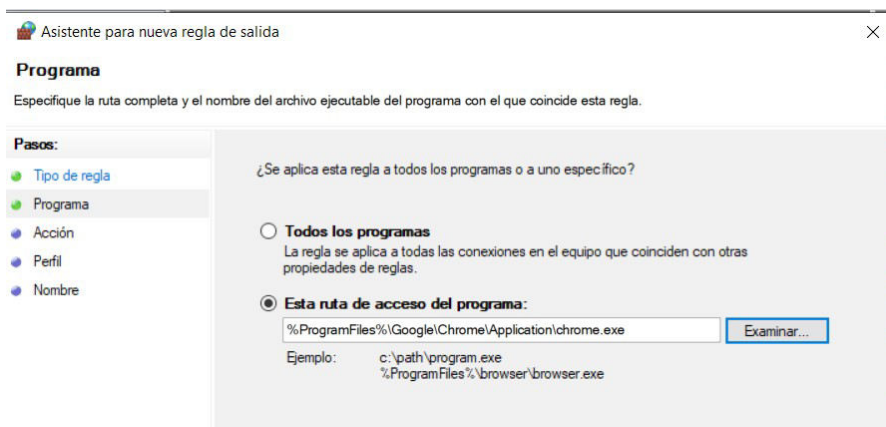 Asistente para nueva regla de salida
Programa
Especifique la ruta completa y el nombre del archivo ejecutable del programa con el que coincide esta regla.
Pasos:
Tipo de regla
Programa
Acción
Perfil
Nombre
¿Se aplica esta regla a todos los programas o a uno específico?
Todos los programas
La regla se aplica a todas las conexiones en el equipo que coinciden con otras
propiedades de reglas.
Esta ruta de acceso del programa:
%ProgramFiles%\Google\Chrome\Application\chrome.exe
Examinar...
Ejemplo: c:\path\program.exe
%ProgramFiles%\browser\browser.exe